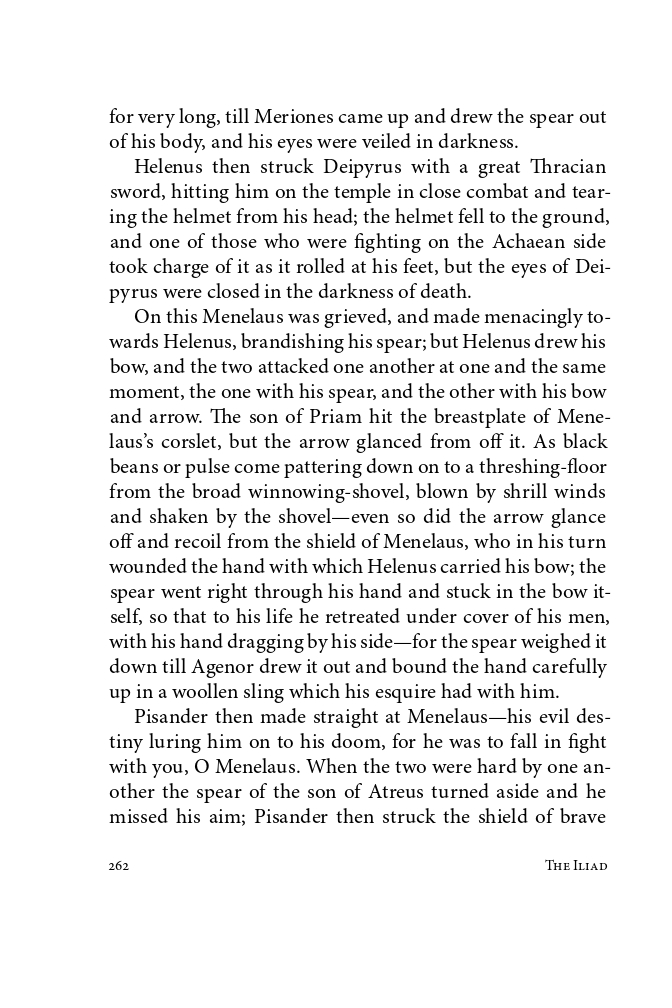 for very long, till Meriones came up and drew the spear out
of his body, and his eyes were veiled in darkness.
Helenus then struck Deipyrus with a great Thracian
sword, hitting him on the temple in close combat and tear-
ing the helmet from his head; the helmet fell to the ground,
and one of those who were fighting on the Achaean side
took charge of it as it rolled at his feet, but the eyes of Dei-
pyrus were closed in the darkness of death.
On this Menelaus was grieved, and made menacingly to-
wards Helenus, brandishing his spear; but Helenus drew his
bow, and the two attacked one another at one and the same
moment, the one with his spear, and the other with his bow
and arrow. The son of Priam hit the breastplate of Mene-
laus’s corslet, but the arrow glanced from off it. As black
beans or pulse come pattering down on to a threshing-floor
from the broad winnowing-shovel, blown by shrill winds
and shaken by the shovel—even so did the arrow glance
off and recoil from the shield of Menelaus, who in his turn
wounded the hand with which Helenus carried his bow; the
spear went right through his hand and stuck in the bow it-
self, so that to his life he retreated under cover of his men,
with his hand dragging by his side—for the spear weighed it
down till Agenor drew it out and bound the hand carefully
up in a woollen sling which his esquire had with him.
Pisander then made straight at Menelaus—his evil des-
tiny luring him on to his doom, for he was to fall in fight
with you, O Menelaus. When the two were hard by one an-
other the spear of the son of Atreus turned aside and he
missed his aim; Pisander then struck the shield of brave
262 The Iliad